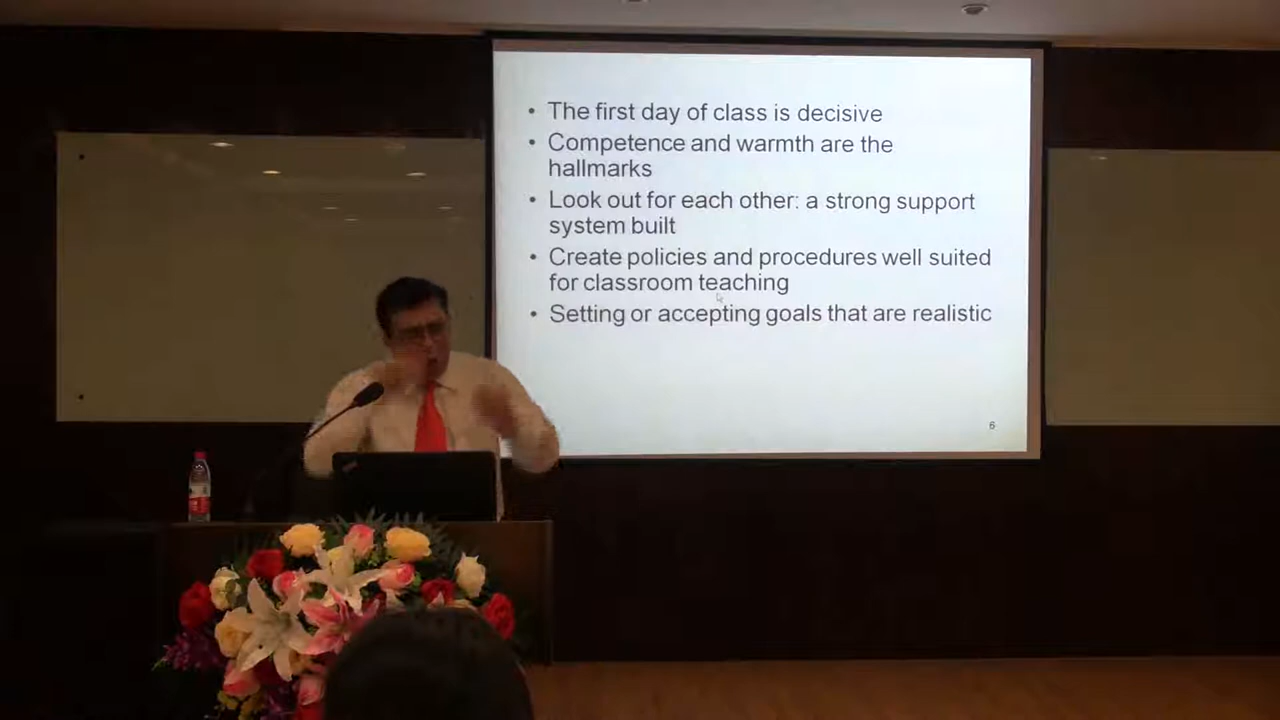 • The first day of class is decisive
• Competence and warmth are the
hallmarks
• Look out for each other: a strong support
system built
• Create policies and procedures well suited
for classroom teaching
• Setting or accepting goals that are realistic
6